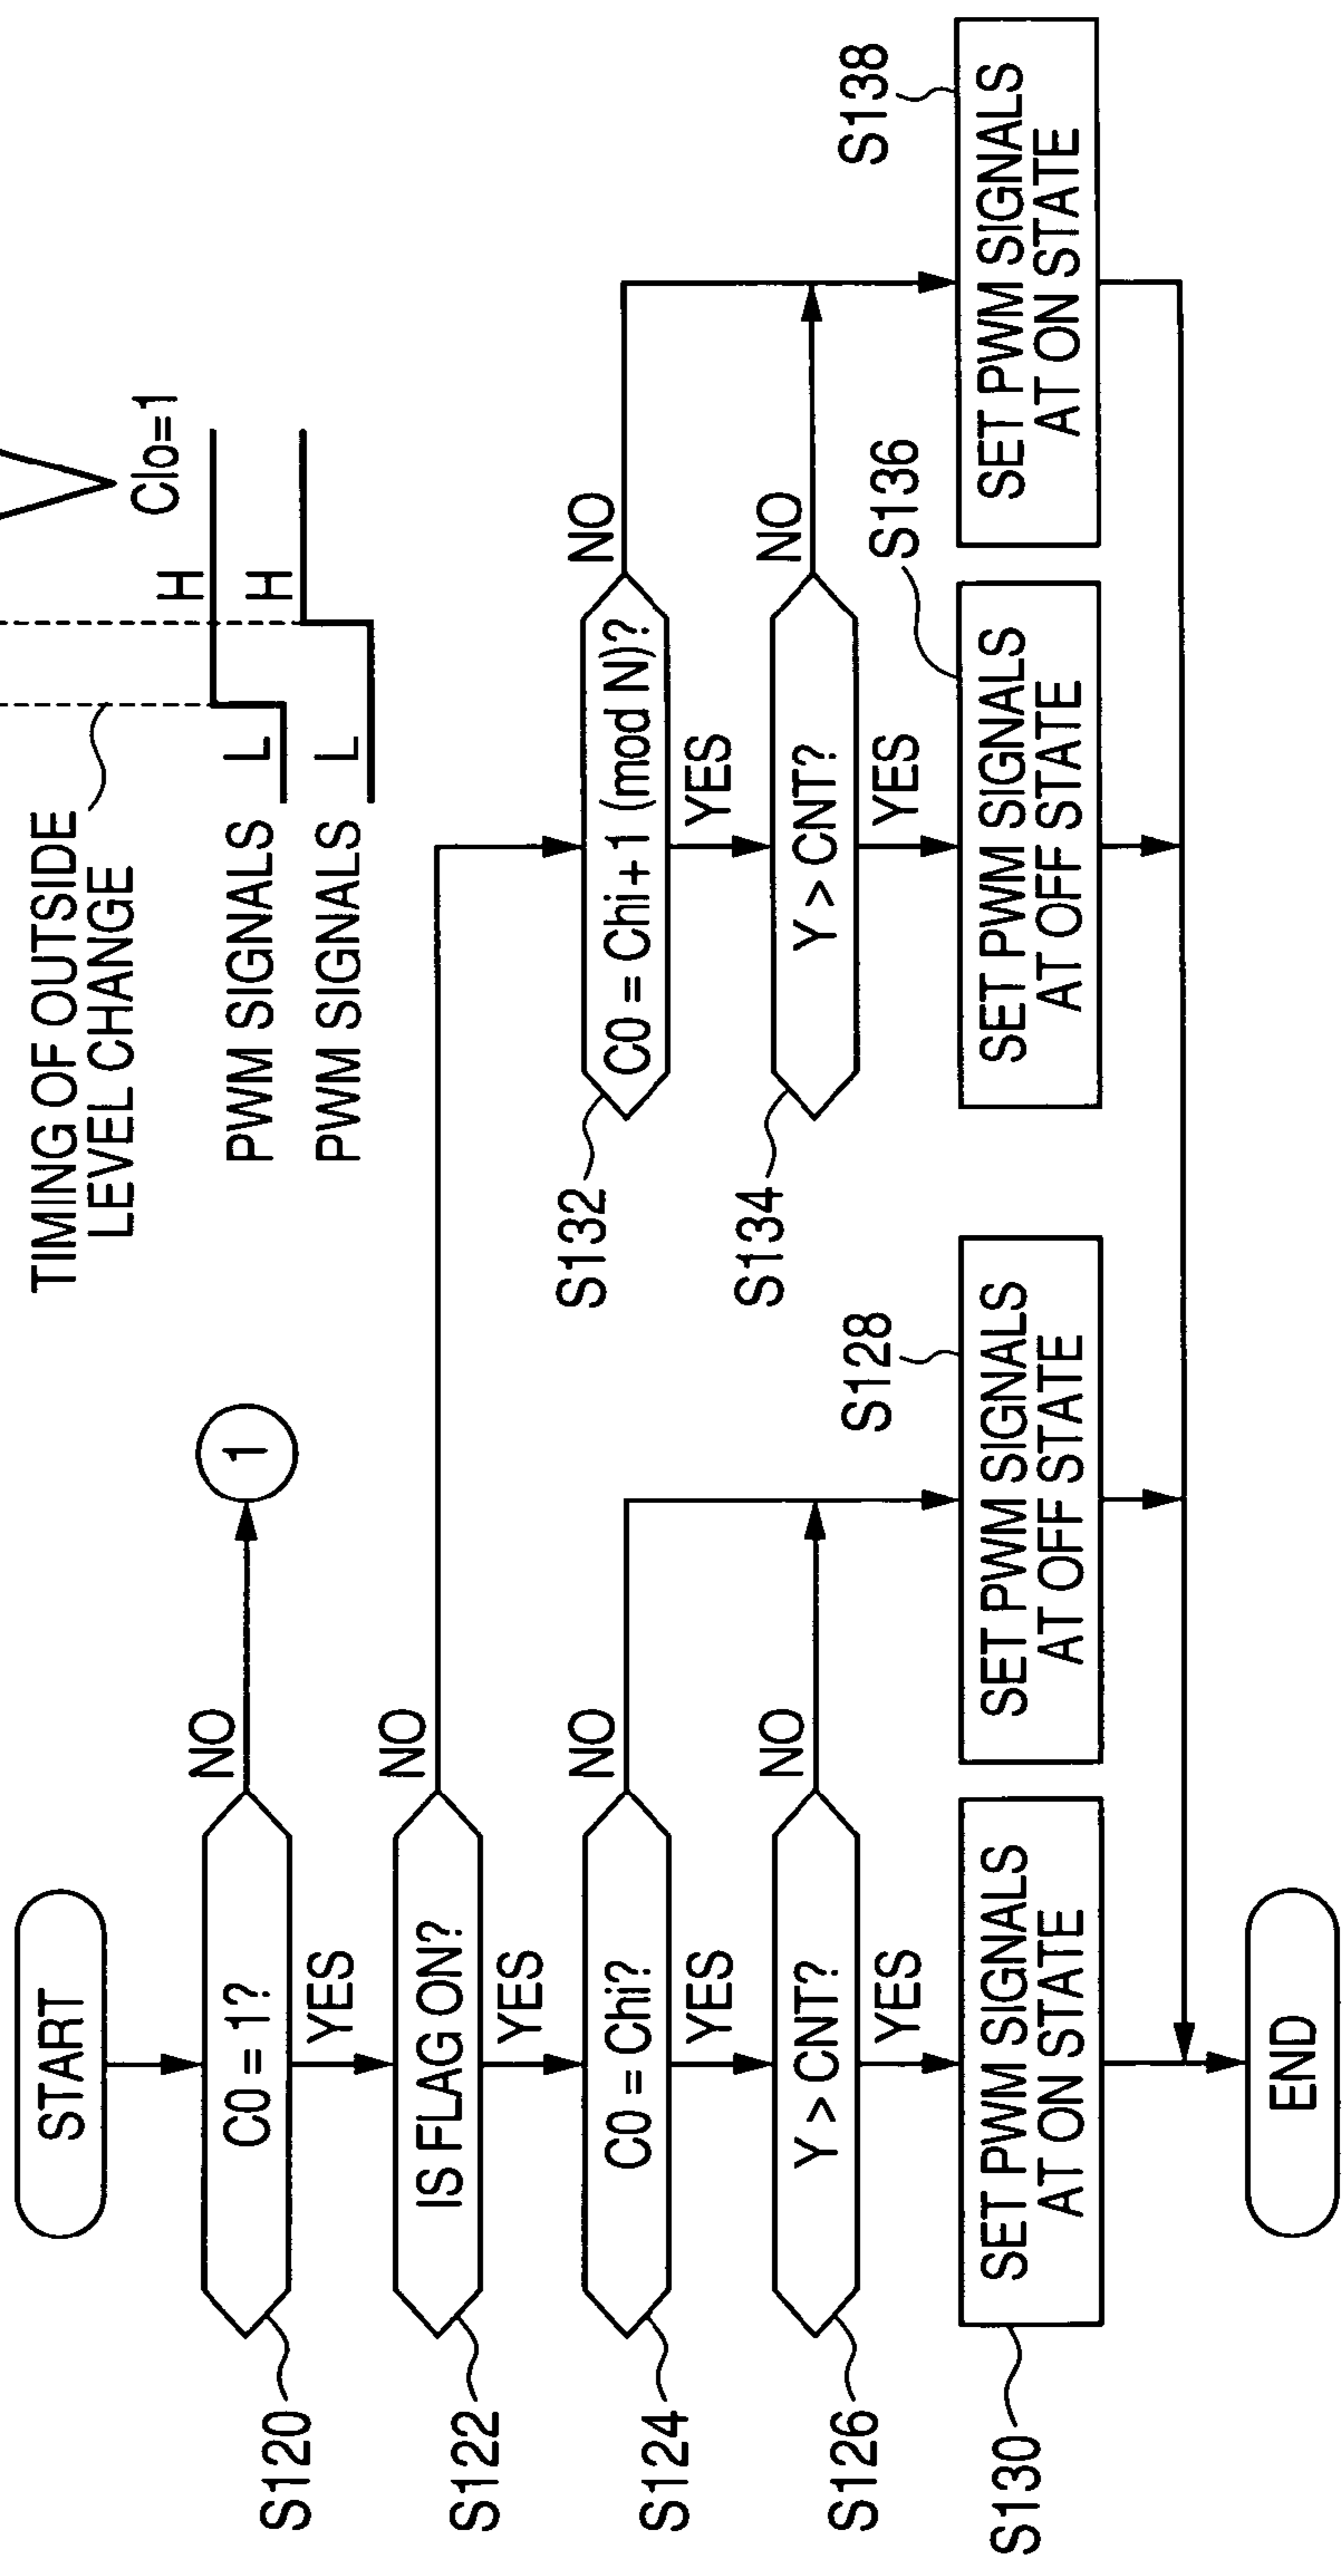 TIMING OF OUTSIDE
LEVEL CHANGE
Clo=1
PWM SIGNALS
L
H
PWM SIGNALS
L
H
START
S120
C0 = 1?
NO
1
YES
S122
IS FLAG ON?
NO
YES
S124
C0 = Chi?
NO
YES
S132
C0 = Chi+1 (mod N)?
NO
YES
S126
Y > CNT?
NO
YES
S134
Y > CNT?
NO
YES
S130
SET PWM SIGNALS
AT ON STATE
S128
SET PWM SIGNALS
AT OFF STATE
S136
SET PWM SIGNALS
AT OFF STATE
S138
SET PWM SIGNALS
AT ON STATE
END